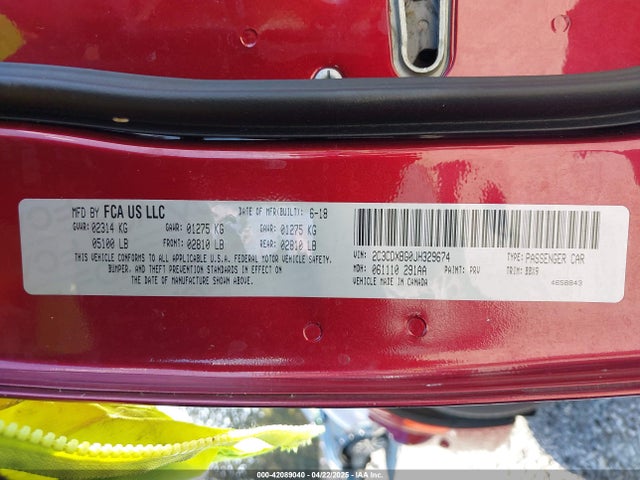 MFD BY FCA US LLC
DATE OF MFR(BUILT): 6-18
GVWR: 02314 KG GAWR: 01275 KG GAWR: 01275 KG
05100 LB FRONT: 02810 LB REAR: 02810 LB
THIS VEHICLE CONFORMS TO ALL APPLICABLE U.S.A. FEDERAL MOTOR VEHICLE SAFETY,
BUMPER, AND THEFT PREVENTION STANDARDS IN EFFECT ON
THE DATE OF MANUFACTURE SHOWN ABOVE.
VIN: 2C3CDXBG0JH329674 TYPE: PASSENGER CAR
MDH: 061110 291AA PAINT: PRV TRIM: BBX9
VEHICLE MADE IN CANADA
4658843
000-42089040 - 04/22/2025 - IAAI.COM